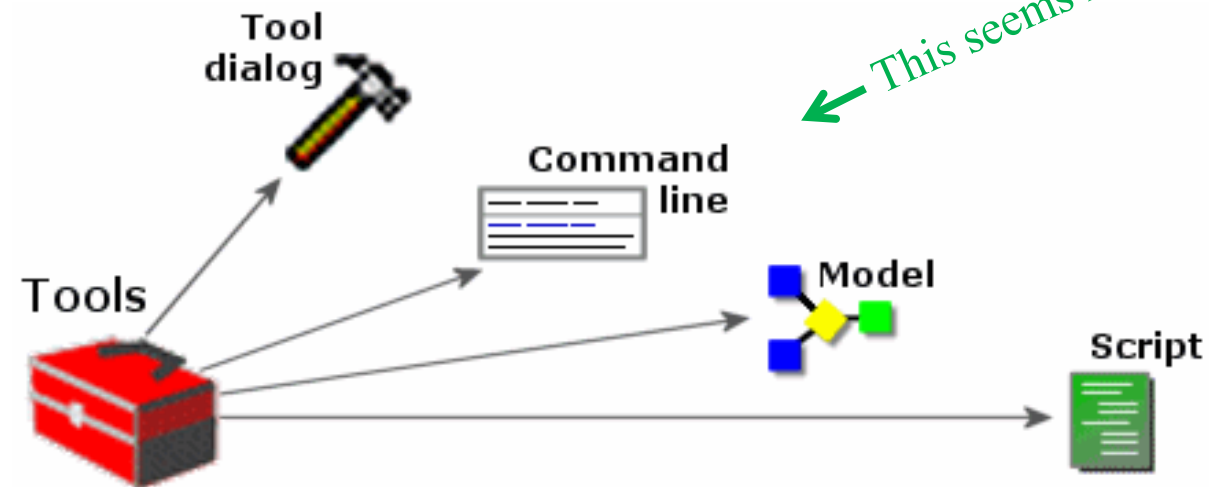 Tool
dialog
This seems
Command
line
Tools
Model
Script